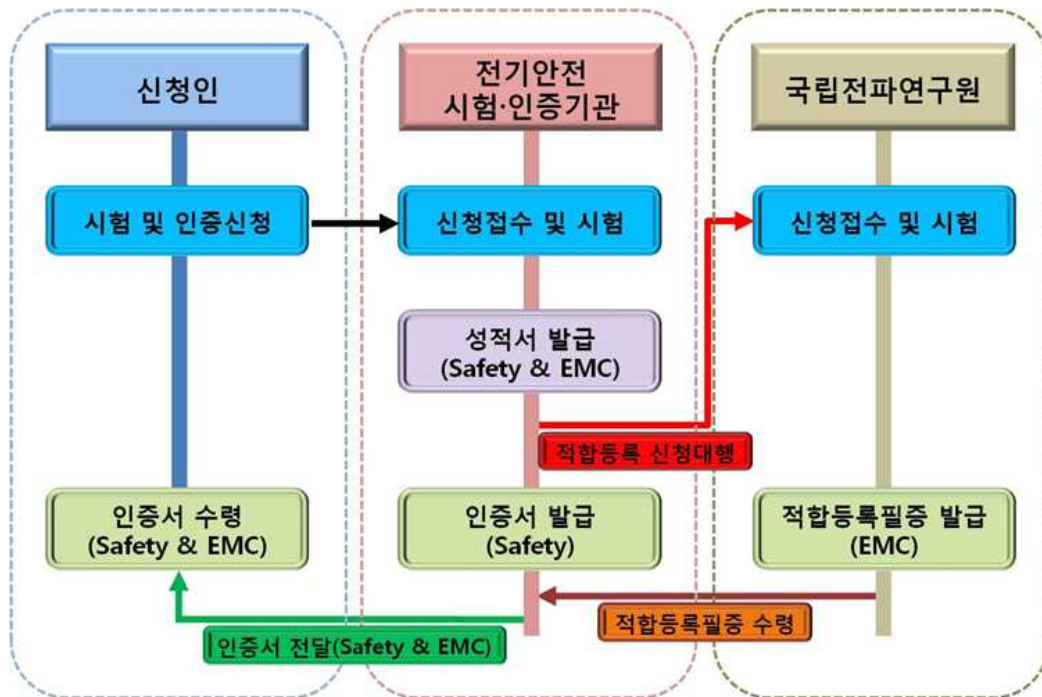 신청인
전기안전
시험·인증기관
국립전파연구원
시험 및 인증신청
신청접수 및 시험
신청접수 및 시험
성적서 발급
(Safety & EMC)
적합등록 신청대행
인증서 수령
(Safety & EMC)
인증서 발급
(Safety)
적합등록필증 발급
(EMC)
적합등록필증 수령
인증서 전달(Safety & EMC)